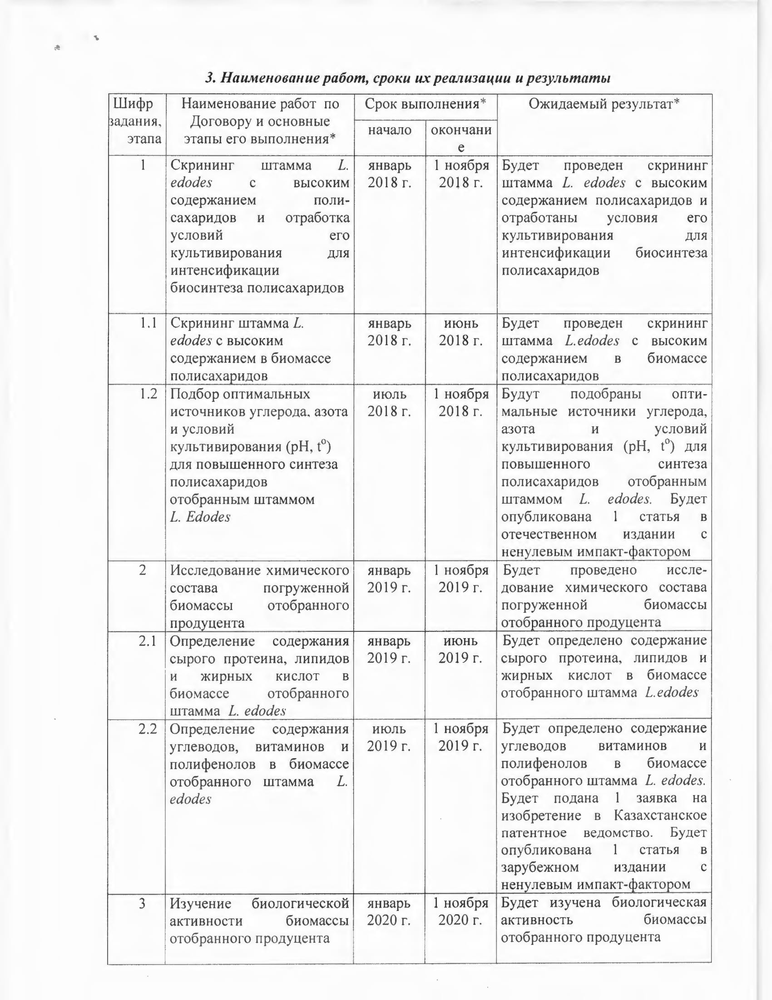 3. Наименование работ, сроки их реализации и результаты
Шифр
задания,
этапа
Наименование работ по
Договору и основные
этапы его выполнения*
Срок выполнения*
начало
окончани
е
Ожидаемый результат*
1
Скрининг штамма L.
edodes с высоким
содержанием поли-
сахаридов и отработка
условий его
культивирования для
интенсификации
биосинтеза полисахаридов
январь
2018 г.
1 ноября
2018 г.
Будет проведен скрининг
штамма L. edodes с высоким
содержанием полисахаридов и
отработаны условия его
культивирования для
интенсификации биосинтеза
полисахаридов
1.1
Скрининг штамма L.
edodes с высоким
содержанием в биомассе
полисахаридов
январь
2018 г.
июнь
2018 г.
Будет проведен скрининг
штамма L.edodes с высоким
содержанием в биомассе
полисахаридов
1.2
Подбор оптимальных
источников углерода, азота
и условий
культивирования (pH, t°)
для повышенного синтеза
полисахаридов
отобранным штаммом
L. Edodes
июль
2018 г.
1 ноября
2018 г.
Будут подобраны опти-
мальные источники углерода,
азота и условий
культивирования (pH, t°) для
повышенного синтеза
полисахаридов отобранным
штаммом L. edodes. Будет
опубликована 1 статья в
отечественном издании с
ненулевым импакт-фактором
2
Исследование химического
состава погруженной
биомассы отобранного
продуцента
январь
2019 г.
1 ноября
2019 г.
Будет проведено иссле-
дование химического состава
погруженной биомассы
отобранного продуцента
2.1
Определение содержания
сырого протеина, липидов
и жирных кислот в
биомассе отобранного
штамма L. edodes
январь
2019 г.
июнь
2019 г.
Будет определено содержание
сырого протеина, липидов и
жирных кислот в биомассе
отобранного штамма L.edodes
2.2
Определение содержания
углеводов, витаминов и
полифенолов в биомассе
отобранного штамма L.
edodes
июль
2019 г.
1 ноября
2019 г.
Будет определено содержание
углеводов витаминов и
полифенолов в биомассе
отобранного штамма L. edodes.
Будет подана 1 заявка на
изобретение в Казахстанское
патентное ведомство. Будет
опубликована 1 статья в
зарубежном издании с
ненулевым импакт-фактором
3
Изучение биологической
активности биомассы
отобранного продуцента
январь
2020 г.
1 ноября
2020 г.
Будет изучена биологическая
активность биомассы
отобранного продуцента